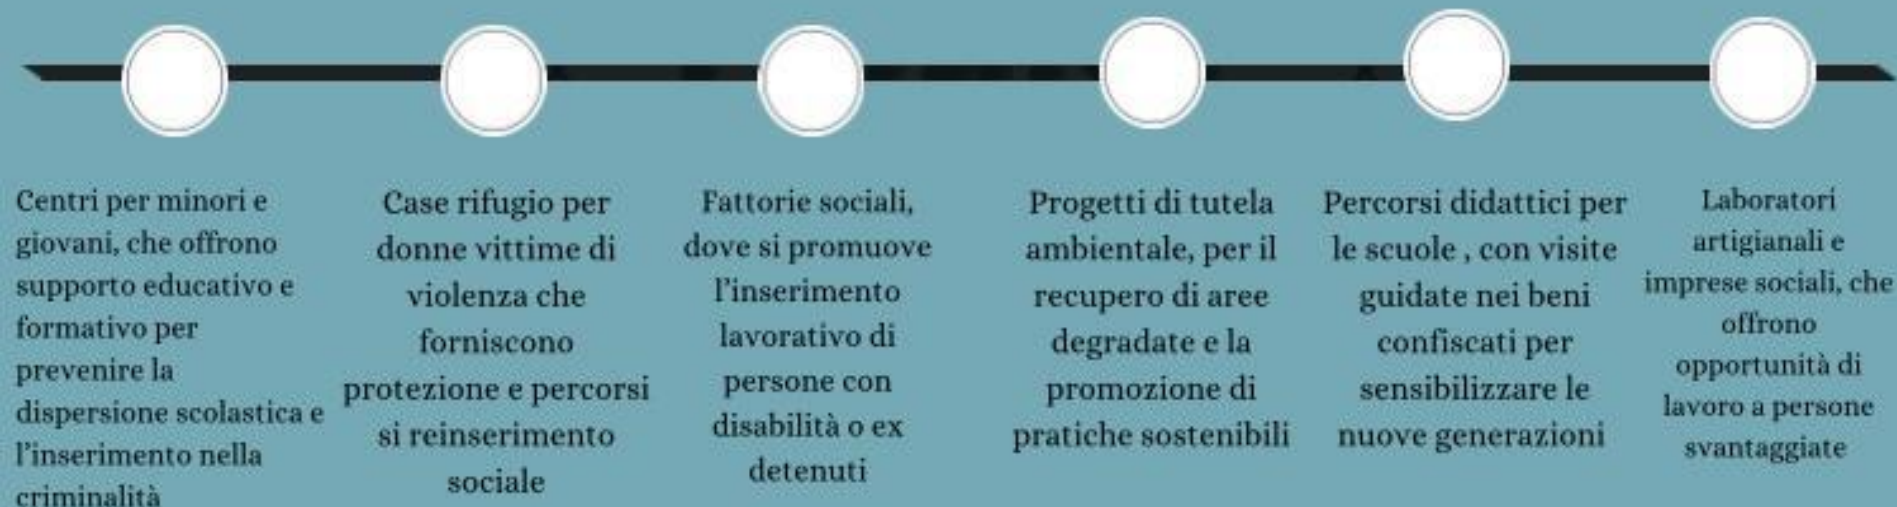 Centri per minori e
giovani, che offrono
supporto educativo e
formativo per
prevenire la
dispersione scolastica e
l'inserimento nella
criminalità
Case rifugio per
donne vittime di
violenza che
forniscono
protezione e percorsi
si reinserimento
sociale
Fattorie sociali,
dove si promuove
l'inserimento
lavorativo di
persone con
disabilità o ex
detenuti
Progetti di tutela
ambientale, per il
recupero di aree
degradate e la
promozione di
pratiche sostenibili
Percorsi didattici per
le scuole , con visite
guidate nei beni
confiscati per
sensibilizzare le
nuove generazioni
Laboratori
artigianali e
imprese sociali, che
offrono
opportunità di
lavoro a persone
svantaggiate